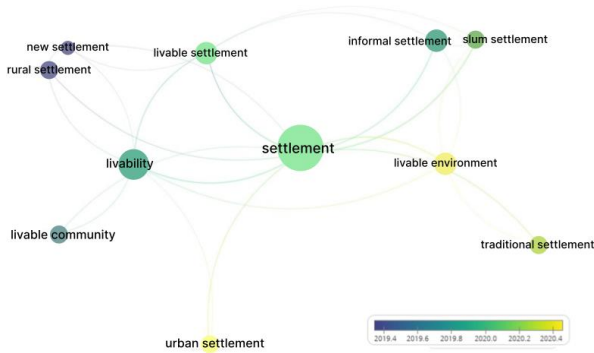 new settlement
livable settlement
informal settlement
slum settlement
rural settlement
settlement
livability
livable environment
livable community
traditional settlement
urban settlement
2019.4 2019.6 2019.8 2020.0 2020.2 2020.4